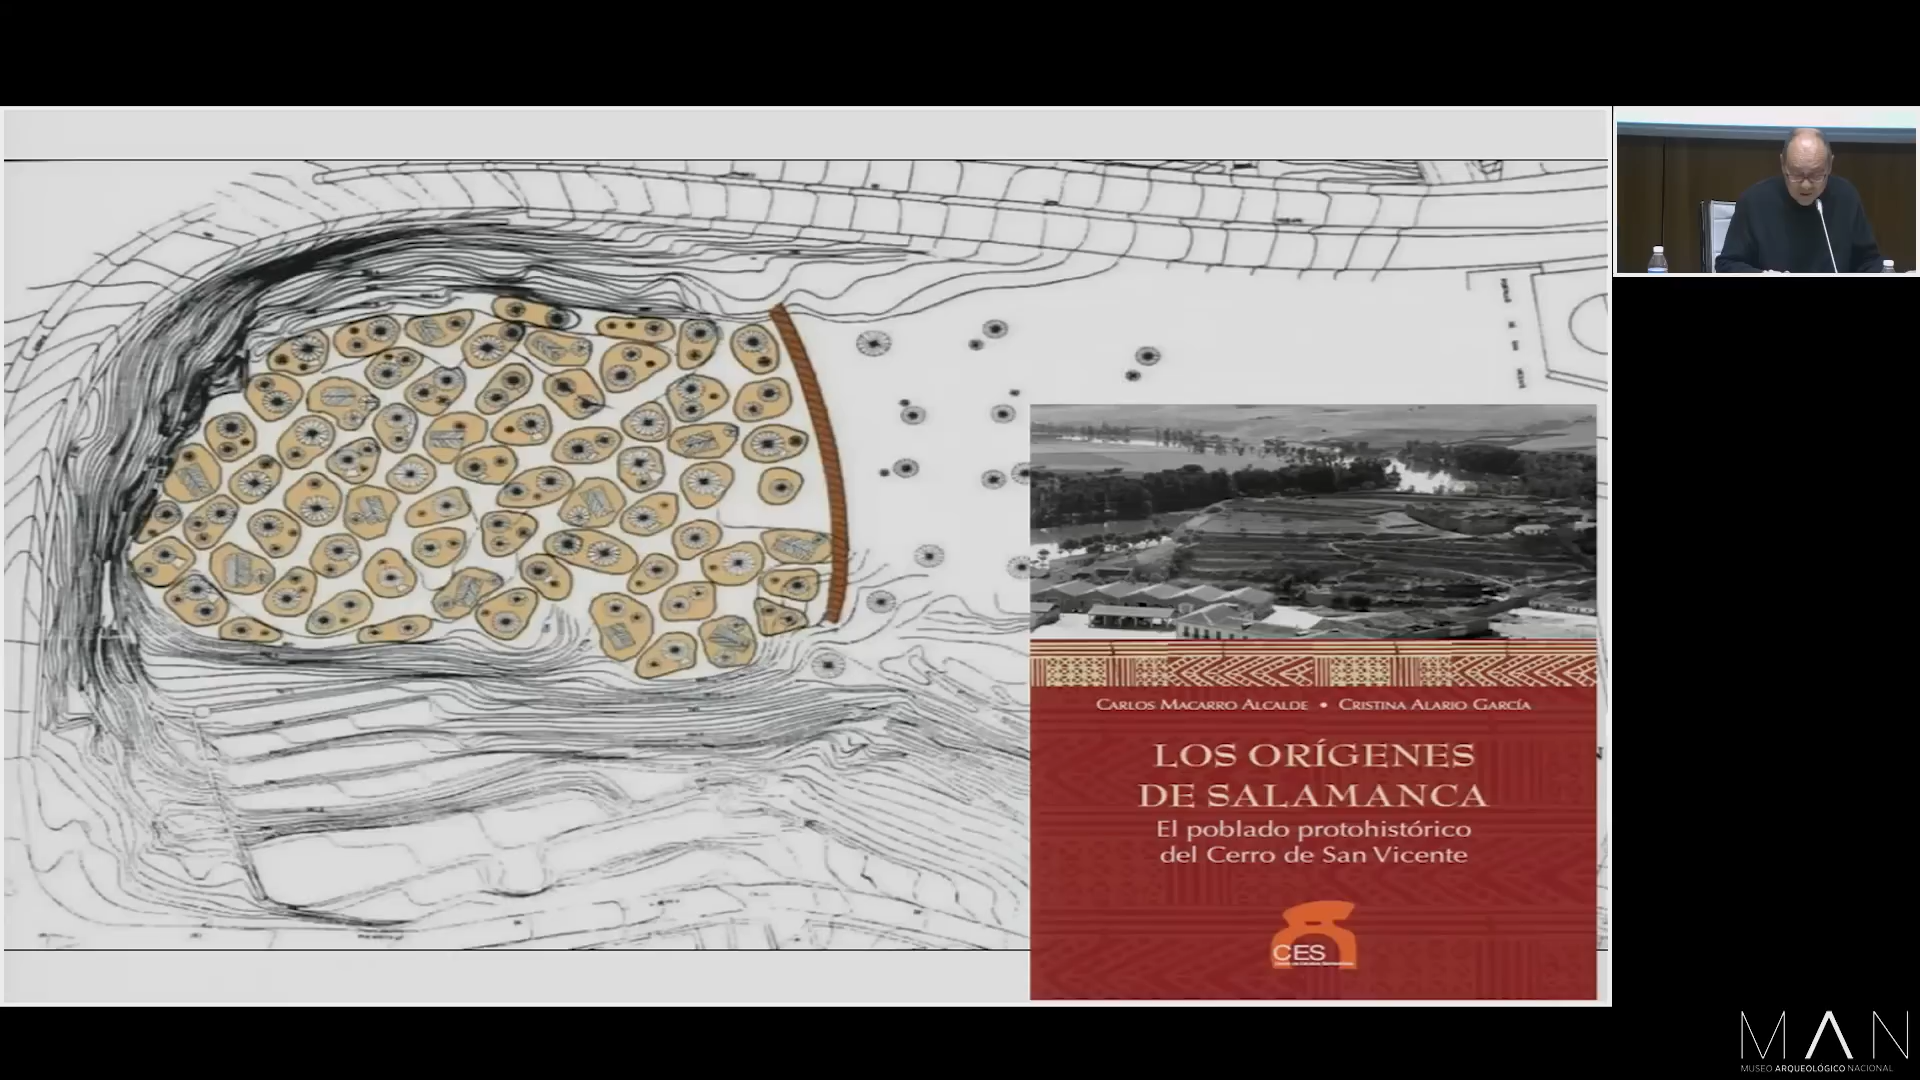 CARLOS MACARRO ALCALDE • CRISTINA ALARIO GARCÍA
LOS ORÍGENES
DE SALAMANCA
El poblado protohistórico
del Cerro de San Vicente
CES
MAN
MUSEO ARQUEOLÓGICO NACIONAL